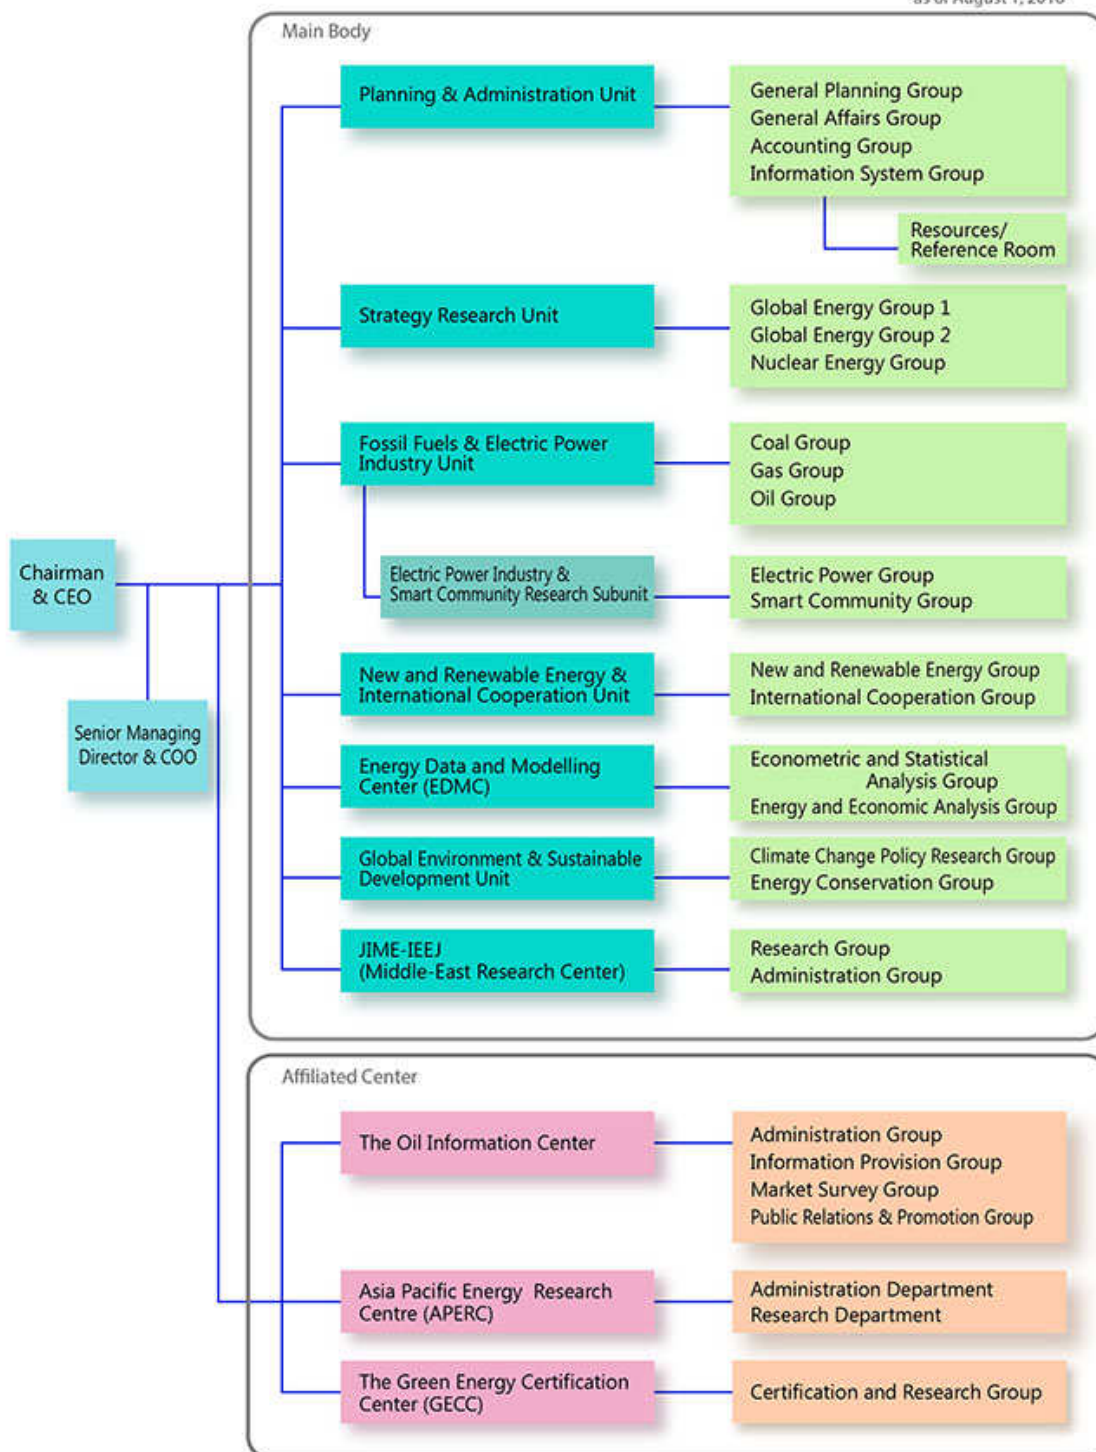 as of August 1,
Main Body
Planning & Administration Unit
General Planning Group
General Affairs Group
Accounting Group
Information System Group
Resources/
Reference Room
Strategy Research Unit
Global Energy Group 1
Global Energy Group 2
Nuclear Energy Group
Fossil Fuels & Electric Power
Industry Unit
Coal Group
Gas Group
Oil Group
Chairman
& CEO
Electric Power Industry &
Smart Community Research Subunit
Electric Power Group
Smart Community Group
Senior Managing
Director & COO
New and Renewable Energy &
International Cooperation Unit
New and Renewable Energy Group
International Cooperation Group
Energy Data and Modelling
Center (EDMC)
Econometric and Statistical
Analysis Group
Energy and Economic Analysis Group
Global Environment & Sustainable
Development Unit
Climate Change Policy Research Group
Energy Conservation Group
JIME-IEEJ
(Middle-East Research Center)
Research Group
Administration Group
Affiliated Center
The Oil Information Center
Administration Group
Information Provision Group
Market Survey Group
Public Relations & Promotion Group
Asia Pacific Energy Research
Centre (APERC)
Administration Department
Research Department
The Green Energy Certification
Center (GECC)
Certification and Research Group